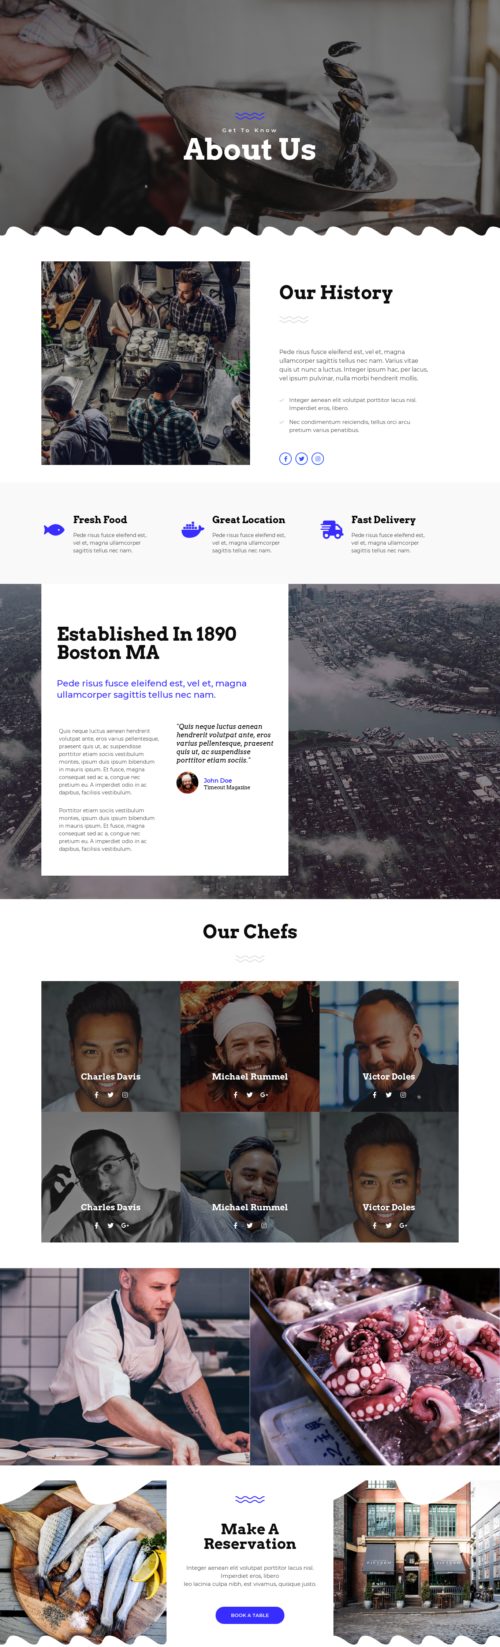 Get To Know
About Us
Our History
Pede risus fusce eleifend est, vel et, magna
ullamcorper sagittis tellus nec nam. Varius vitae
quis ut nunc a luctus. Integer ipsum hac, per lacus,
vel ipsum pulvinar, nulla morbi hendrerit mollis.
Integer aenean elit volutpat porttitor lacus nisl.
Imperdiet eros, libero.
Nec condimentum reiciendis, tellus orci arcu
pretium varius penatibus.
Fresh Food
Pede risus fusce eleifend est,
vel et, magna ullamcorper
sagittis tellus nec nam.
Great Location
Pede risus fusce eleifend est,
vel et, magna ullamcorper
sagittis tellus nec nam.
Fast Delivery
Pede risus fusce eleifend est,
vel et, magna ullamcorper
sagittis tellus nec nam.
Established In 1890
Boston MA
Pede risus fusce eleifend est, vel et, magna
ullamcorper sagittis tellus nec nam.
Quis neque luctus aenean hendrerit
volutpat ante, eros varius pellentesque,
praesent quis ut, ac suspendisse
porttitor etiam sociis vestibulum
montes, ipsum duis ipsum bibendum
in mauris ipsum. Et fusce, magna
consequat sed ac a, congue nec
pretium eu. A imperdiet odio in ac
dapibus, facilisis vestibulum.
Porttitor etiam sociis vestibulum
montes, ipsum duis ipsum bibendum
in mauris ipsum. Et fusce, magna
consequat sed ac a, congue nec
pretium eu. A imperdiet odio in ac
dapibus, facilisis vestibulum.
"Quis neque luctus aenean
hendrerit volutpat ante, eros
varius pellentesque, praesent
quis ut, ac suspendisse
porttitor etiam sociis."
John Doe
Timeout Magazine
Our Chefs
Charles Davis
Michael Rummel
Victor Doles
Charles Davis
Michael Rummel
Victor Doles
Make A
Reservation
Integer aenean elit volutpat porttitor lacus nisl.
Imperdiet eros, libero
leo lacinia culpa nibh, est vivamus, quisque justo.
BOOK A TABLE